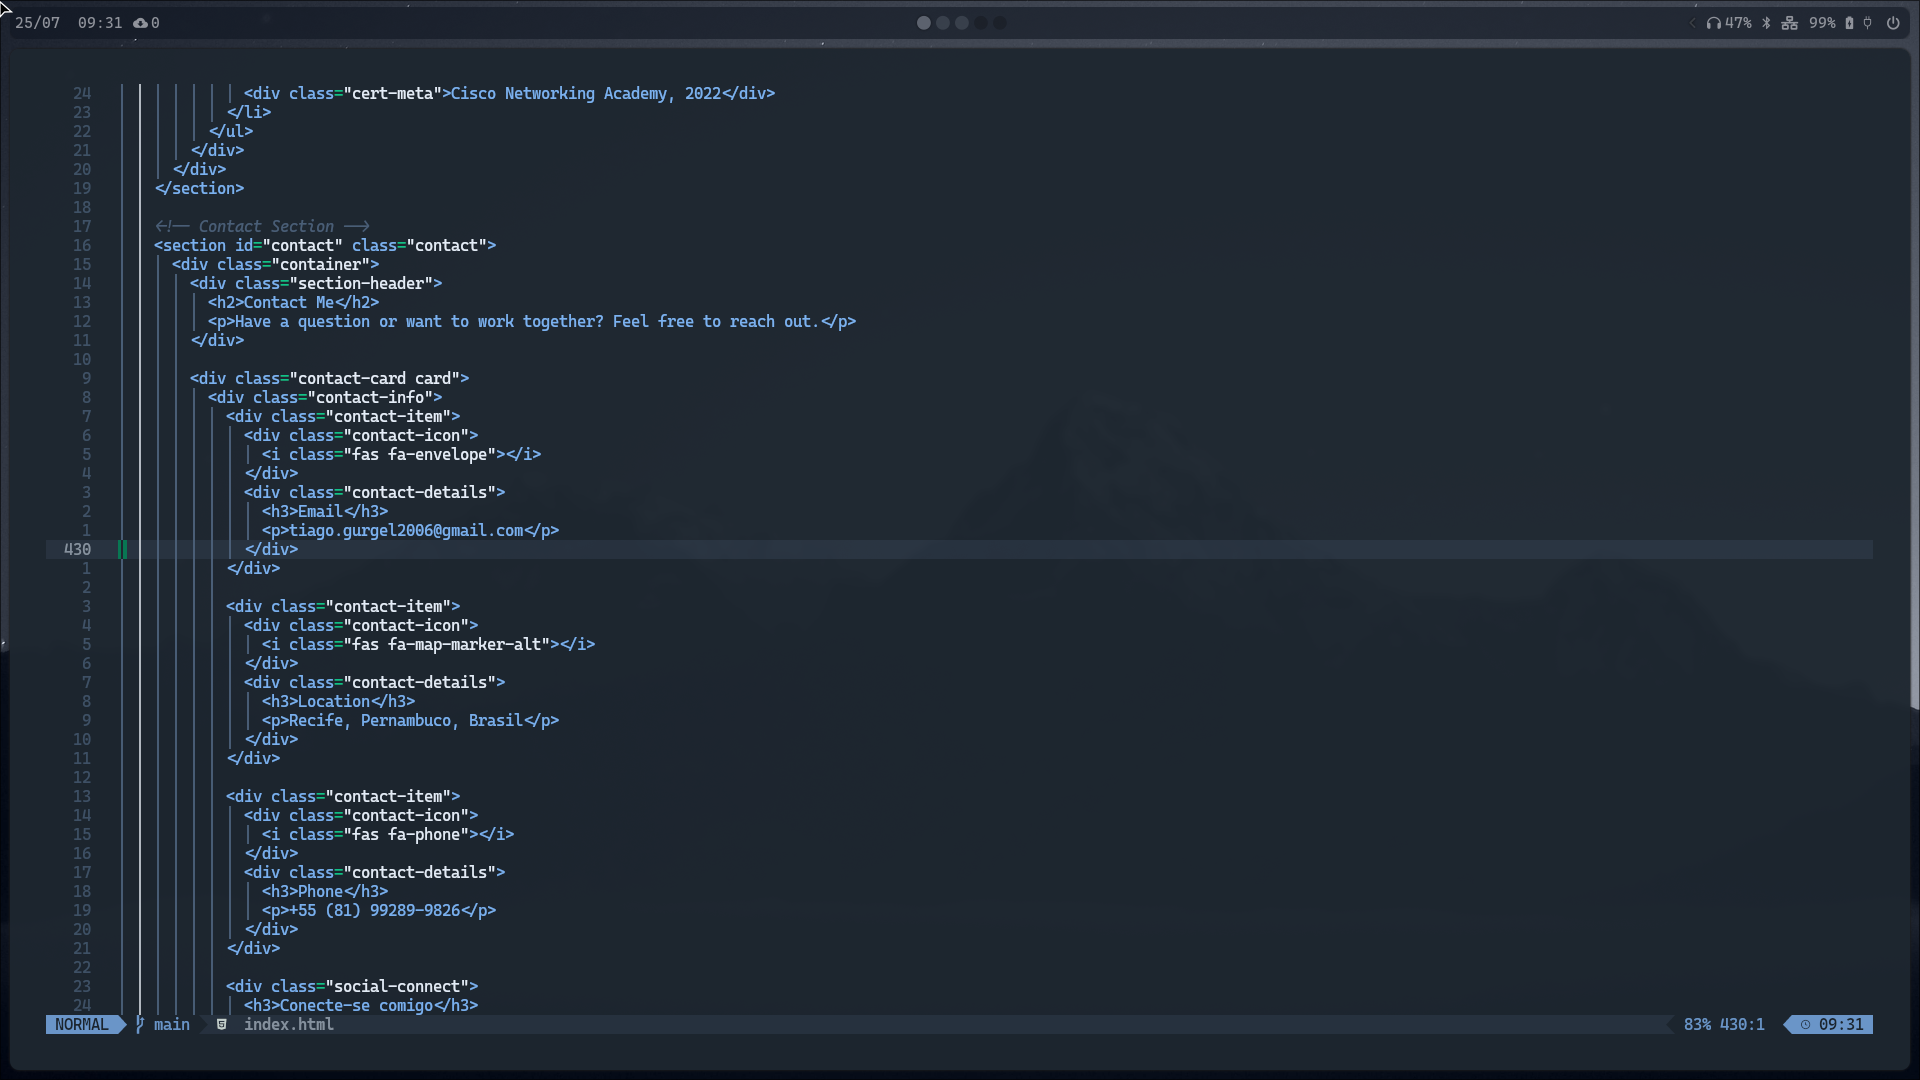 25/07 09:31 0 47% 99%
24 <div class="cert-meta">Cisco Networking Academy, 2022</div>
23 </li>
22 </ul>
21 </div>
20 </div>
19 </section>
18
17 <!-- Contact Section -->
16 <section id="contact" class="contact">
15 <div class="container">
14 <div class="section-header">
13 <h2>Contact Me</h2>
12 <p>Have a question or want to work together? Feel free to reach out.</p>
11 </div>
10
9 <div class="contact-card card">
8 <div class="contact-info">
7 <div class="contact-item">
6 <div class="contact-icon">
5 <i class="fas fa-envelope"></i>
4 </div>
3 <div class="contact-details">
2 <h3>Email</h3>
1 <p>tiago.gurgel2006@gmail.com</p>
430 </div>
1 </div>
2
3 <div class="contact-item">
4 <div class="contact-icon">
5 <i class="fas fa-map-marker-alt"></i>
6 </div>
7 <div class="contact-details">
8 <h3>Location</h3>
9 <p>Recife, Pernambuco, Brasil</p>
10 </div>
11 </div>
12
13 <div class="contact-item">
14 <div class="contact-icon">
15 <i class="fas fa-phone"></i>
16 </div>
17 <div class="contact-details">
18 <h3>Phone</h3>
19 <p>+55 (81) 99289-9826</p>
20 </div>
21 </div>
22
23 <div class="social-connect">
24 <h3>Conecte-se comigo</h3>
NORMAL main index.html 83% 430:1 09:31